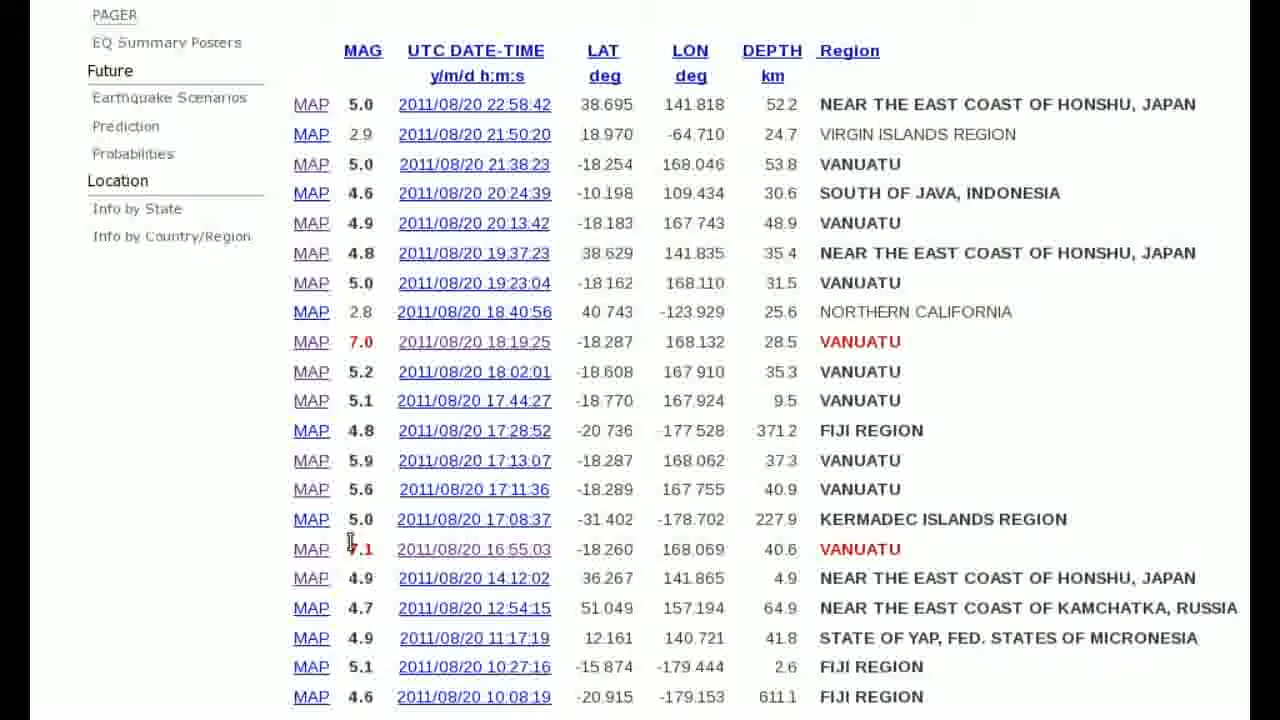 PAGER
EQ Summary Posters
Future
Earthquake Scenarios
Prediction
Probabilities
Location
Info by State
Info by Country/Region
MAG UTC DATE-TIME LAT LON DEPTH Region
y/m/d h:m:s deg deg km
MAP 5.0 2011/08/20 22:58:42 38.695 141.818 52.2 NEAR THE EAST COAST OF HONSHU, JAPAN
MAP 2.9 2011/08/20 21:50:20 18.970 -64.710 24.7 VIRGIN ISLANDS REGION
MAP 5.0 2011/08/20 21:38:23 -18.254 168.046 53.8 VANUATU
MAP 4.6 2011/08/20 20:24:39 -10.198 109.434 30.6 SOUTH OF JAVA, INDONESIA
MAP 4.9 2011/08/20 20:13:42 -18.183 167.743 48.9 VANUATU
MAP 4.8 2011/08/20 19:37:23 38.629 141.835 35.4 NEAR THE EAST COAST OF HONSHU, JAPAN
MAP 5.0 2011/08/20 19:23:04 -18.162 168.110 31.5 VANUATU
MAP 2.8 2011/08/20 18:40:56 40.743 -123.929 25.6 NORTHERN CALIFORNIA
MAP 7.0 2011/08/20 18:19:25 -18.287 168.132 28.5 VANUATU
MAP 5.2 2011/08/20 18:02:01 -18.608 167.910 35.3 VANUATU
MAP 5.1 2011/08/20 17:44:27 -18.770 167.924 9.5 VANUATU
MAP 4.8 2011/08/20 17:28:52 -20.736 -177.528 371.2 FIJI REGION
MAP 5.9 2011/08/20 17:13:07 -18.287 168.062 37.3 VANUATU
MAP 5.6 2011/08/20 17:11:36 -18.289 167.755 40.9 VANUATU
MAP 5.0 2011/08/20 17:08:37 -31.402 -178.702 227.9 KERMADEC ISLANDS REGION
MAP 7.1 2011/08/20 16:55:03 -18.260 168.069 40.6 VANUATU
MAP 4.9 2011/08/20 14:12:02 36.267 141.865 4.9 NEAR THE EAST COAST OF HONSHU, JAPAN
MAP 4.7 2011/08/20 12:54:15 51.049 157.194 64.9 NEAR THE EAST COAST OF KAMCHATKA, RUSSIA
MAP 4.9 2011/08/20 11:17:19 12.161 140.721 41.8 STATE OF YAP, FED. STATES OF MICRONESIA
MAP 5.1 2011/08/20 10:27:16 -15.874 -179.444 2.6 FIJI REGION
MAP 4.6 2011/08/20 10:08:19 -20.915 -179.153 611.1 FIJI REGION